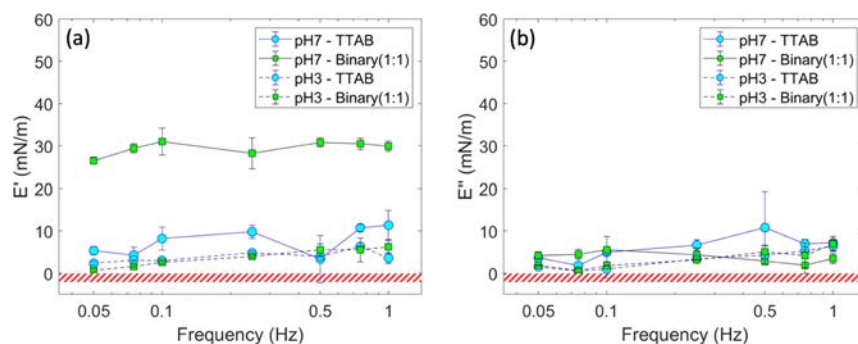 (a)
pH7 - TTAB
pH7 - Binary(1:1)
pH3 - TTAB
pH3 - Binary(1:1)
60
50
40
30
20
10
0
E' (mN/m)
0.05
0.1
0.5
1
Frequency (Hz)
(b)
pH7 - TTAB
pH7 - Binary(1:1)
pH3 - TTAB
pH3 - Binary(1:1)
60
50
40
30
20
10
0
E'' (mN/m)
0.05
0.1
0.5
1
Frequency (Hz)